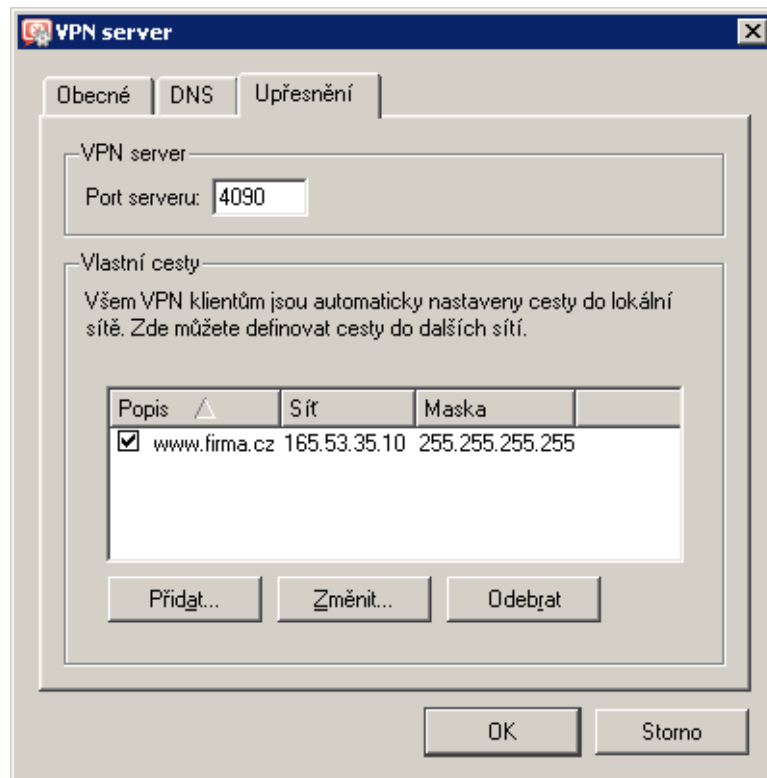 VPN server
Obecné DNS Upřesnění
VPN server
Port serveru: 4090
Vlastní cesty
Všem VPN klientům jsou automaticky nastaveny cesty do lokální
sítě. Zde můžete definovat cesty do dalších sítí.
Popis Síť Maska
www.firma.cz 165.53.35.10 255.255.255.255
Přidat... Změnit... Odebrat
OK Storno